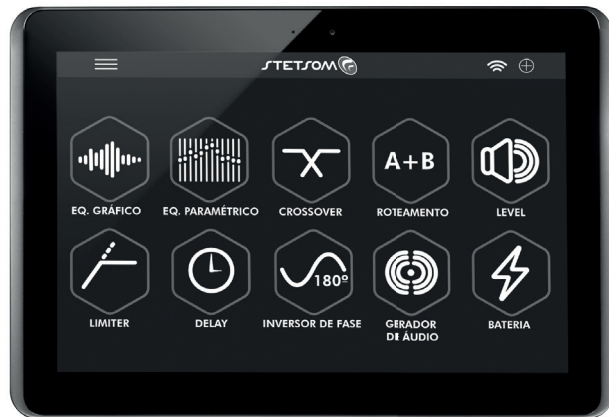 STETSOM
A+B
EQ. GRÁFICO
EQ. PARAMÉTRICO
CROSSOVER
ROTEAMENTO
LEVEL
180º
LIMITER
DELAY
INVERSOR DE FASE
GERADOR
DE ÁUDIO
BATERIA